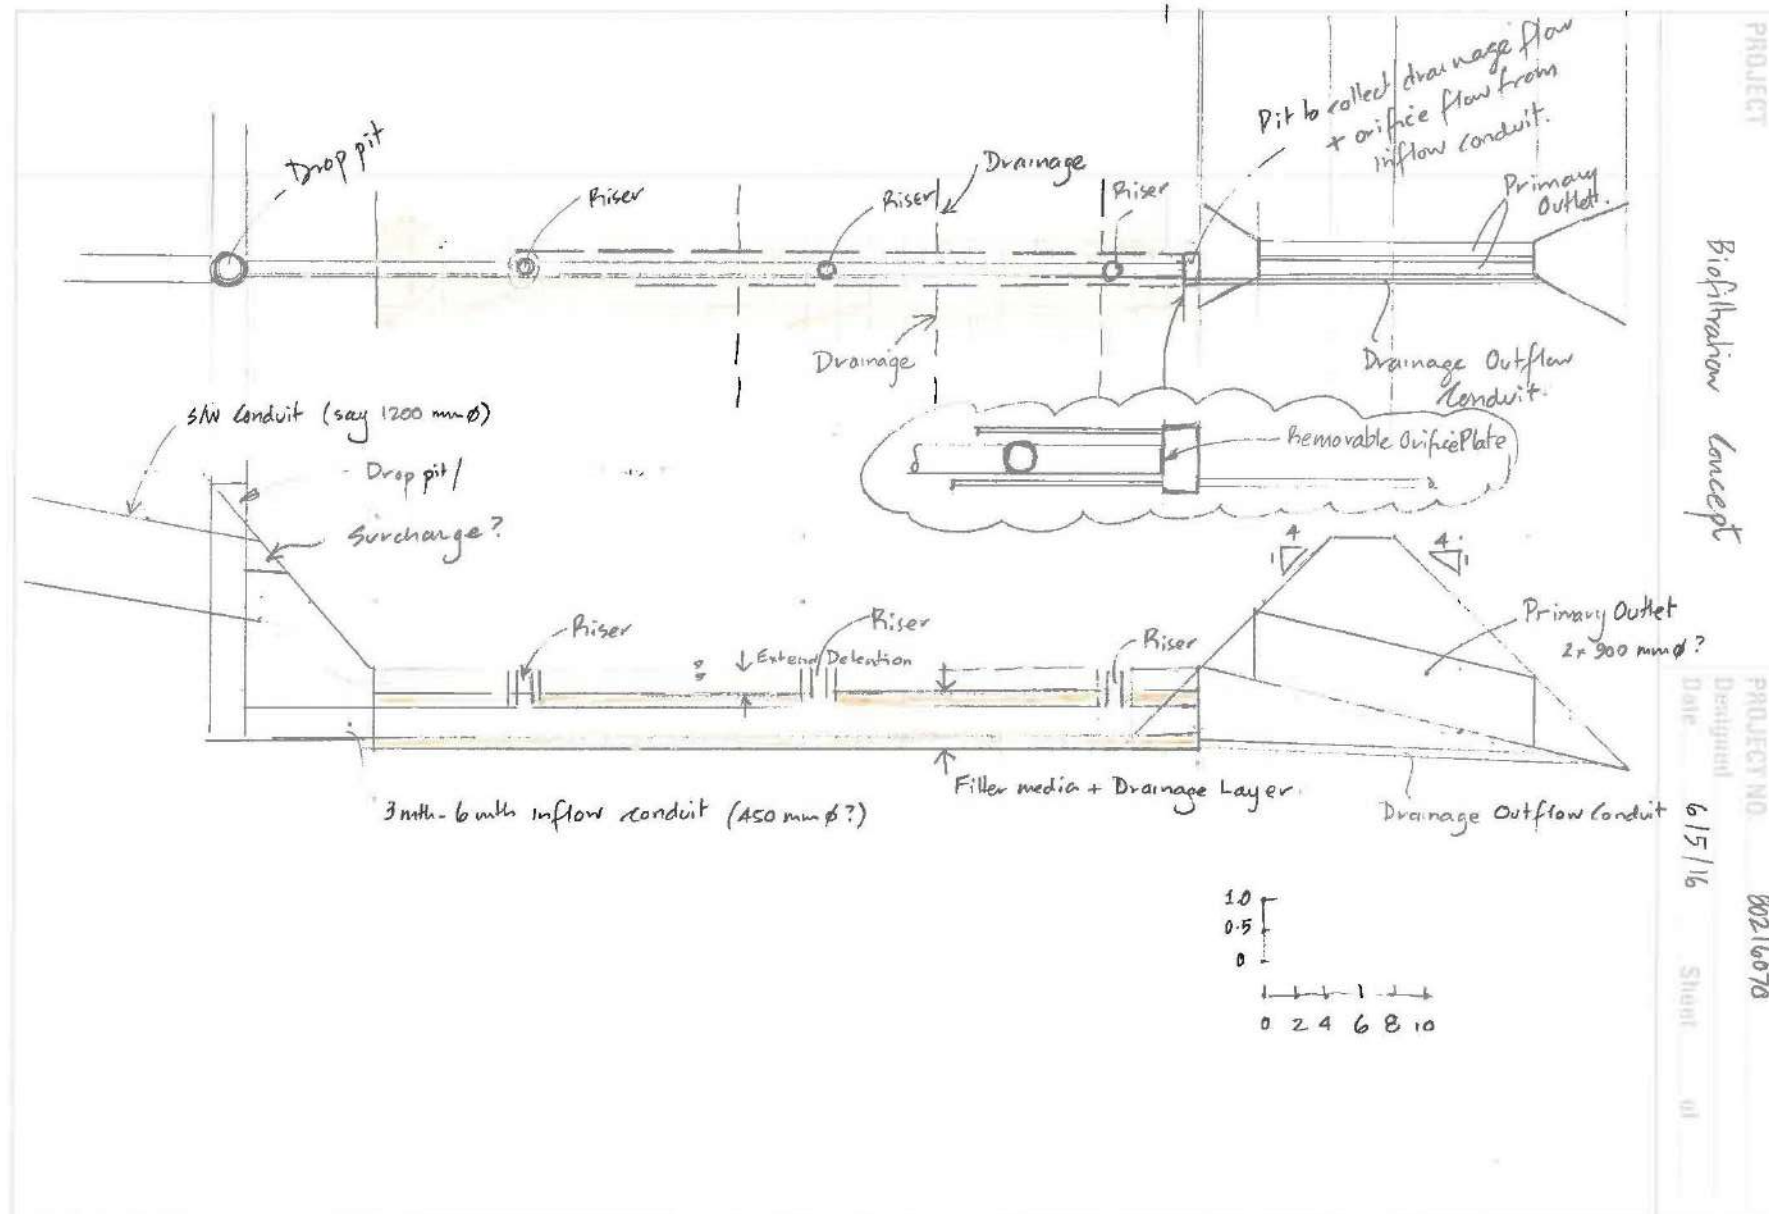 Drop pit
Riser
Riser
Drainage
Riser
Pit to collect drainage flow
+ orifice flow from
inflow conduit.
Primary
Outlet.
Drainage
Drainage Outflow
Conduit.
S/W Conduit (say 1200 mm ø)
Drop pit/
Surcharge?
Removable Orifice Plate
4
1
4
1
Riser
Extend Detention
Riser
Riser
Primary Outlet
2x 900 mm ø?
3 mth - 6 mth inflow conduit (450 mm ø?)
Filter media + Drainage Layer.
Drainage Outflow Conduit
1.0
0.5
0
0 2 4 6 8 10
PROJECT
Biofiltration Concept
PROJECT NO
Designed
Date 6/5/16 Sheet of